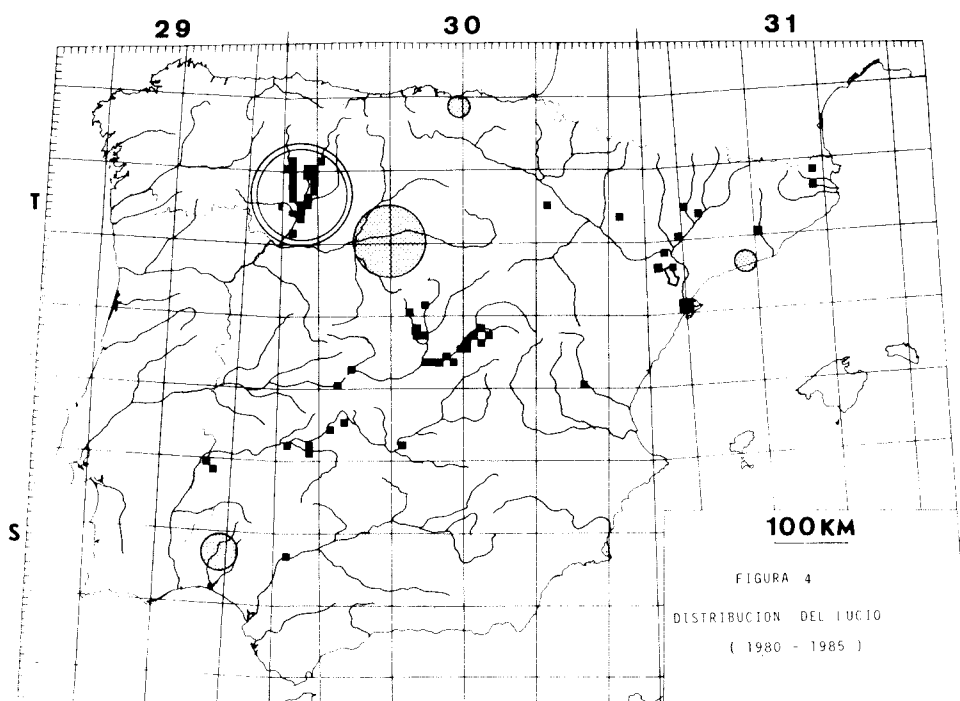 29 30 31
T
S
100KM
FIGURA 4
DISTRIBUCION DEL LUCIO
( 1980 - 1985 )